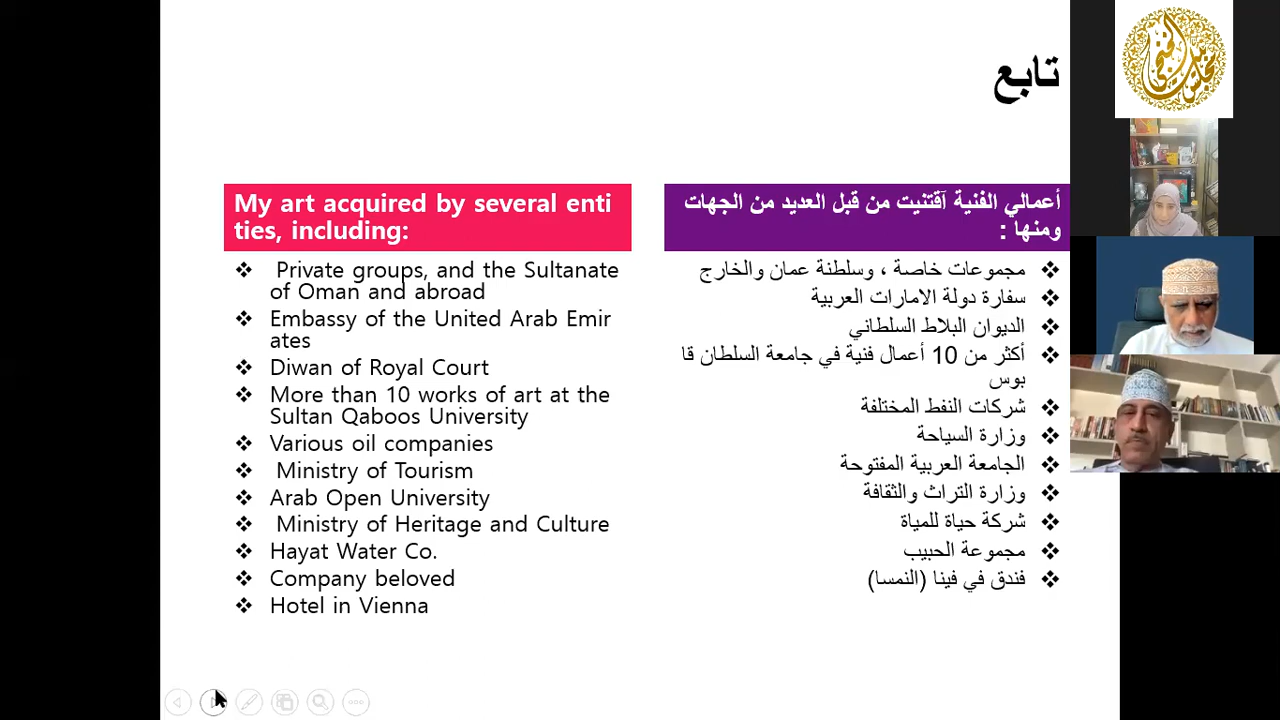 تابع
My art acquired by several enti
ties, including:
❖ Private groups, and the Sultanate
of Oman and abroad
❖ Embassy of the United Arab Emir
ates
❖ Diwan of Royal Court
❖ More than 10 works of art at the
Sultan Qaboos University
❖ Various oil companies
❖ Ministry of Tourism
❖ Arab Open University
❖ Ministry of Heritage and Culture
❖ Hayat Water Co.
❖ Company beloved
❖ Hotel in Vienna
أعمالي الفنية آقتنيت من قبل العديد من الجهات
ومنها :
❖ مجموعات خاصة ، وسلطنة عمان والخارج
❖ سفارة دولة الامارات العربية
❖ الديوان البلاط السلطاني
❖ أكثر من 10 أعمال فنية في جامعة السلطان قا
بوس
❖ شركات النفط المختلفة
❖ وزارة السياحة
❖ الجامعة العربية المفتوحة
❖ وزارة التراث والثقافة
❖ شركة حياة للمياة
❖ مجموعة الحبيب
❖ فندق في فينا (النمسا)